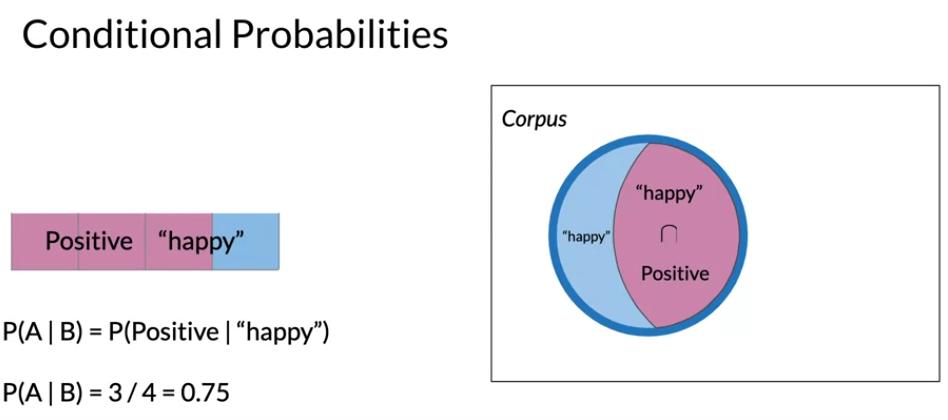 Conditional Probabilities
Corpus
Positive "happy"
"happy"
"happy"
∩
Positive
P(A | B) = P(Positive | "happy")
P(A | B) = 3 / 4 = 0.75